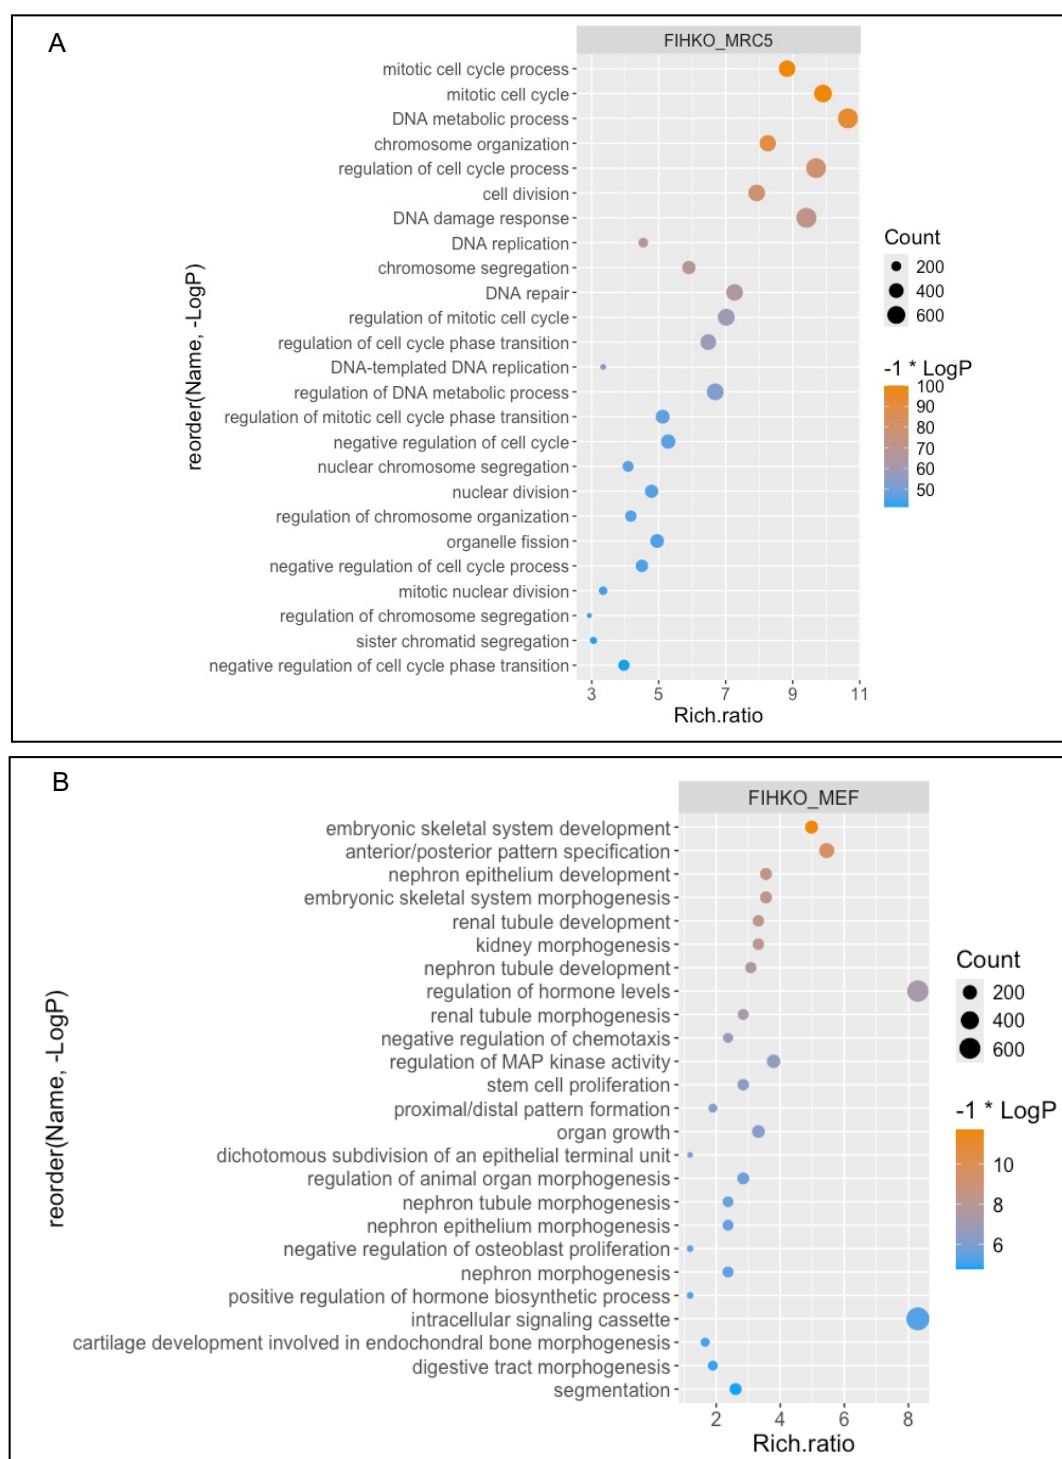 A
FIHKO_MRC5
mitotic cell cycle process
mitotic cell cycle
DNA metabolic process
chromosome organization
regulation of cell cycle process
cell division
DNA damage response
DNA replication
chromosome segregation
DNA repair
regulation of mitotic cell cycle
regulation of cell cycle phase transition
DNA-templated DNA replication
regulation of DNA metabolic process
regulation of mitotic cell cycle phase transition
negative regulation of cell cycle
nuclear chromosome segregation
nuclear division
regulation of chromosome organization
organelle fission
negative regulation of cell cycle process
mitotic nuclear division
regulation of chromosome segregation
sister chromatid segregation
negative regulation of cell cycle phase transition
reorder(Name, -LogP)
3 5 7 9 11
Rich.ratio
Count
200
400
600
-1 * LogP
100
90
80
70
60
50
B
FIHKO_MEF
embryonic skeletal system development
anterior/posterior pattern specification
nephron epithelium development
embryonic skeletal system morphogenesis
renal tubule development
kidney morphogenesis
nephron tubule development
regulation of hormone levels
renal tubule morphogenesis
negative regulation of chemotaxis
regulation of MAP kinase activity
stem cell proliferation
proximal/distal pattern formation
organ growth
dichotomous subdivision of an epithelial terminal unit
regulation of animal organ morphogenesis
nephron tubule morphogenesis
nephron epithelium morphogenesis
negative regulation of osteoblast proliferation
nephron morphogenesis
positive regulation of hormone biosynthetic process
intracellular signaling cassette
cartilage development involved in endochondral bone morphogenesis
digestive tract morphogenesis
segmentation
reorder(Name, -LogP)
2 4 6 8
Rich.ratio
Count
200
400
600
-1 * LogP
10
8
6